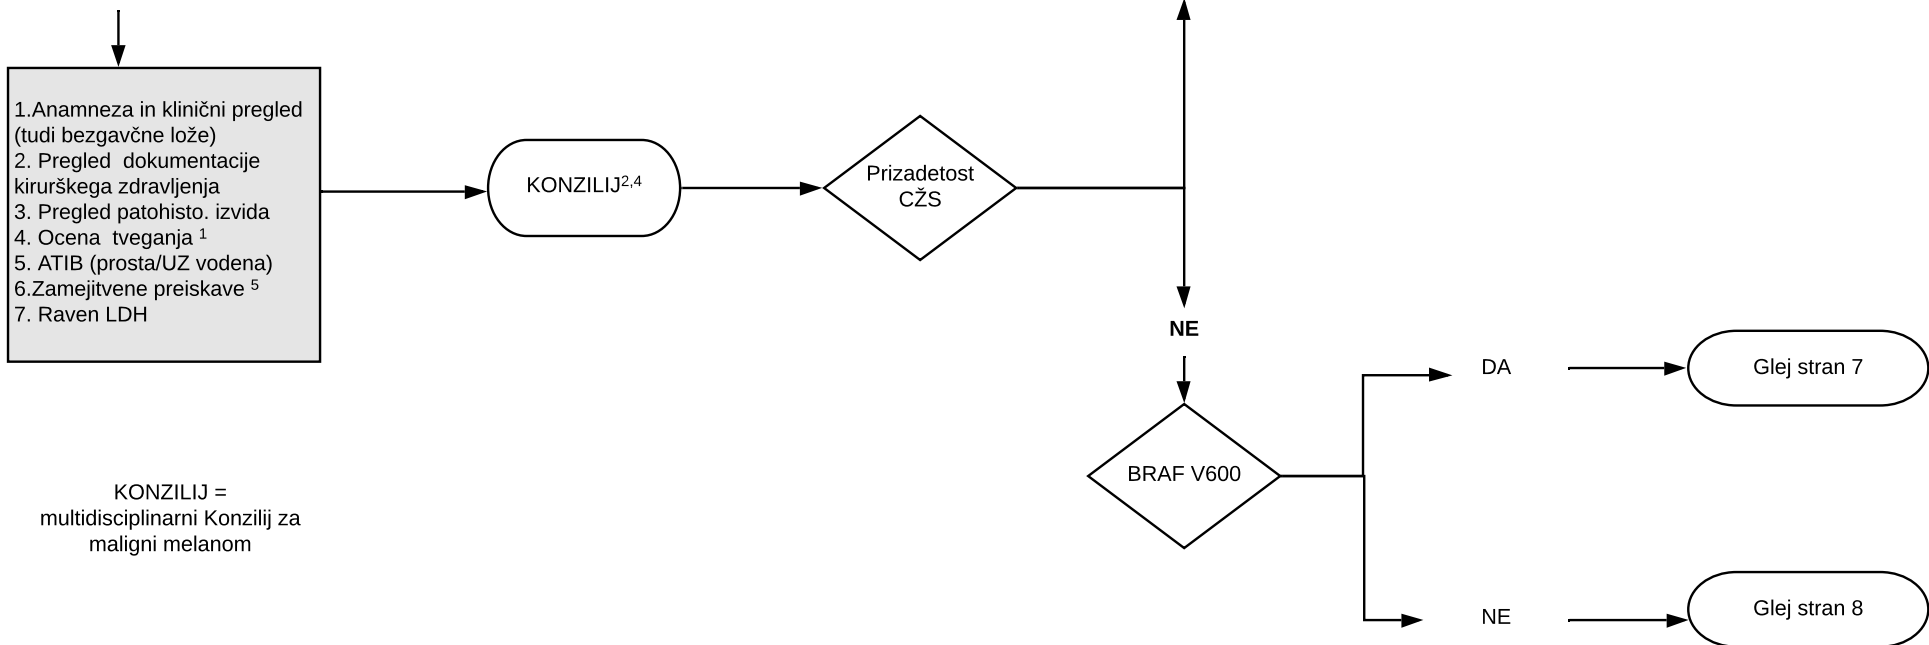 1.Anamneza in klinični pregled
(tudi bezgavčne lože)
2. Pregled  dokumentacije
kirurškega zdravljenja
3. Pregled patohisto. izvida
4. Ocena  tveganja 1
5. ATIB (prosta/UZ vodena)
6.Zamejitvene preiskave 5
7. Raven LDH
KONZILIJ2,4
Prizadetost
CŽS
NE
BRAF V600
DA
Glej stran 7
NE
Glej stran 8
KONZILIJ =
multidisciplinarni Konzilij za
maligni melanom